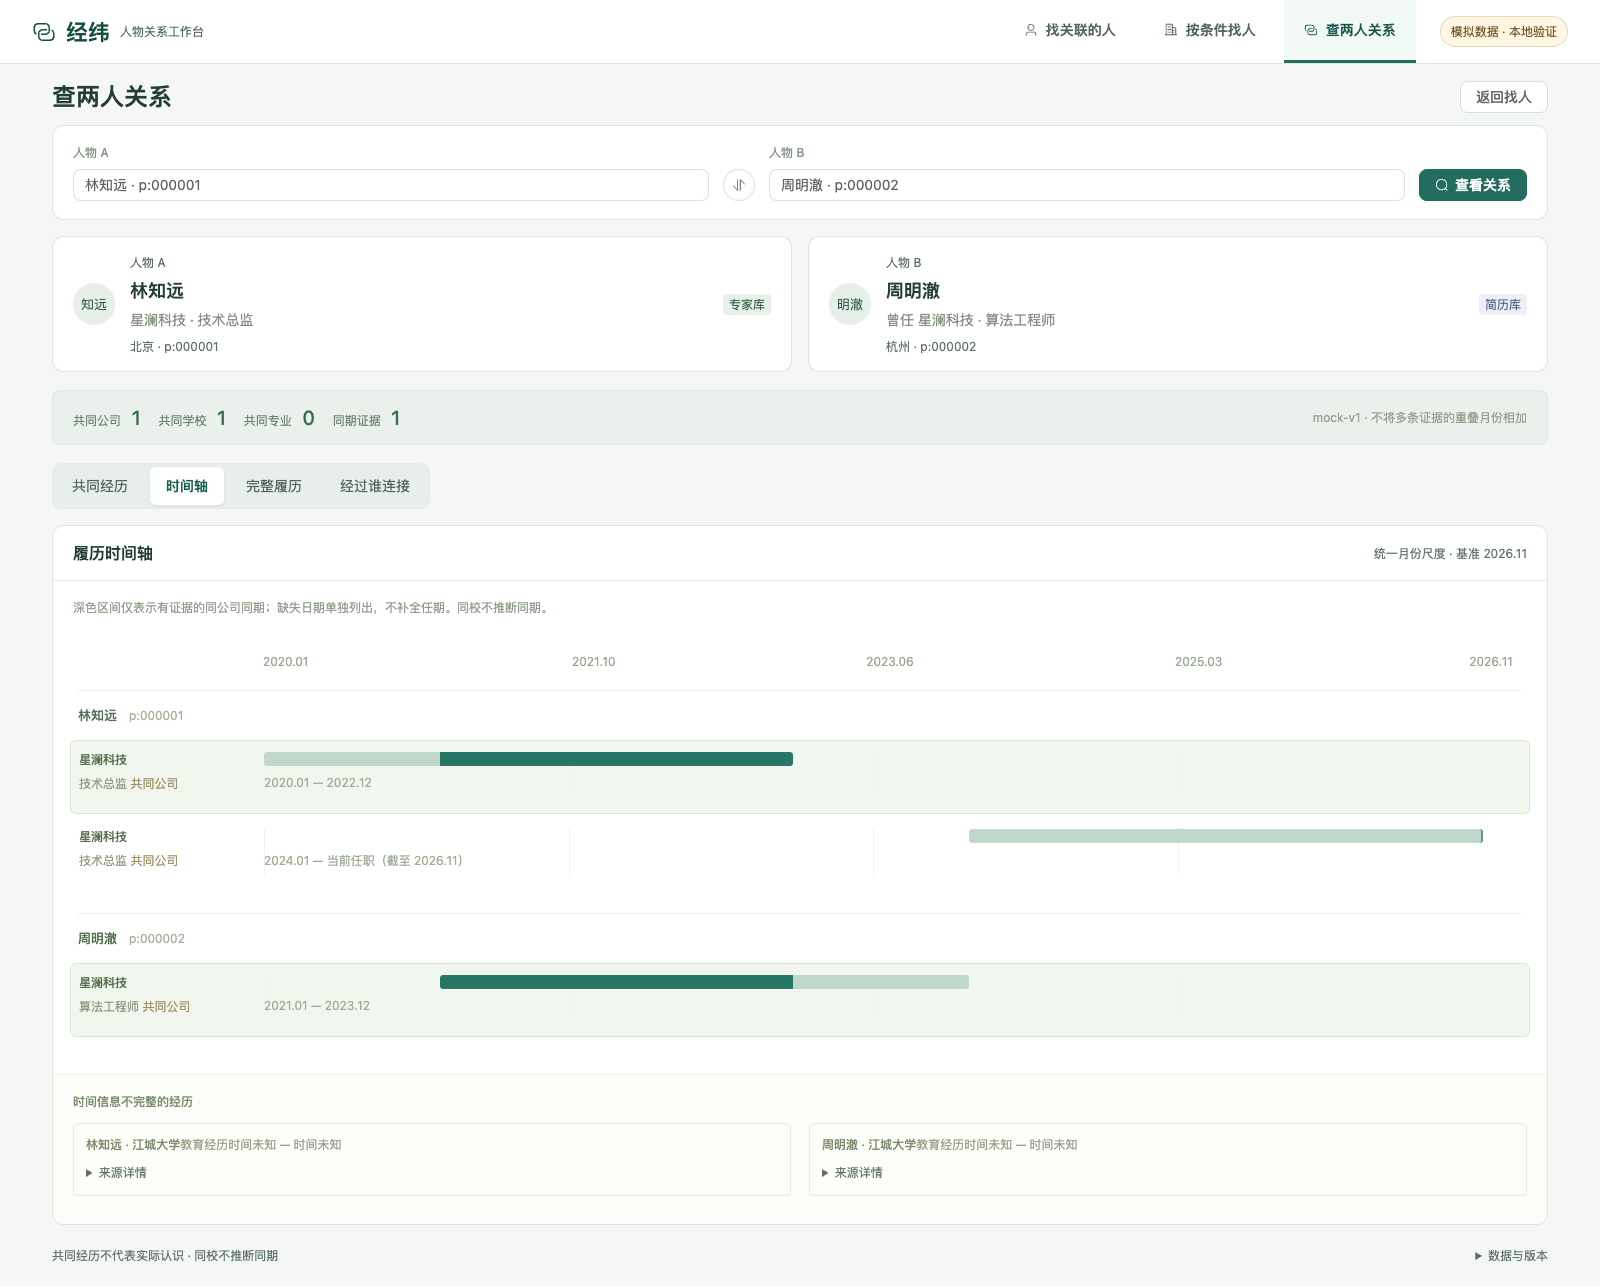 经纬 人物关系工作台
找关联的人
按条件找人
查两人关系
模拟数据 · 本地验证
查两人关系
返回找人
人物 A
林知远 · p:000001
人物 B
周明澈 · p:000002
查看关系
知远
人物 A
林知远
星澜科技 · 技术总监
北京 · p:000001
专家库
明澈
人物 B
周明澈
曾任 星澜科技 · 算法工程师
杭州 · p:000002
简历库
共同公司 1 共同学校 1 共同专业 0 同期证据 1
mock-v1 · 不将多条证据的重叠月份相加
共同经历 时间轴 完整履历 经过谁连接
履历时间轴
统一月份尺度 · 基准 2026.11
深色区间仅表示有证据的同公司同期；缺失日期单独列出，不补全任期。同校不推断同期。
2020.01 2021.10 2023.06 2025.03 2026.11
林知远 p:000001
星澜科技
技术总监 共同公司
2020.01 — 2022.12
星澜科技
技术总监 共同公司
2024.01 — 当前任职（截至 2026.11）
周明澈 p:000002
星澜科技
算法工程师 共同公司
2021.01 — 2023.12
时间信息不完整的经历
林知远 · 江城大学教育经历时间未知 — 时间未知
▶ 来源详情
周明澈 · 江城大学教育经历时间未知 — 时间未知
▶ 来源详情
共同经历不代表实际认识 · 同校不推断同期
▶ 数据与版本